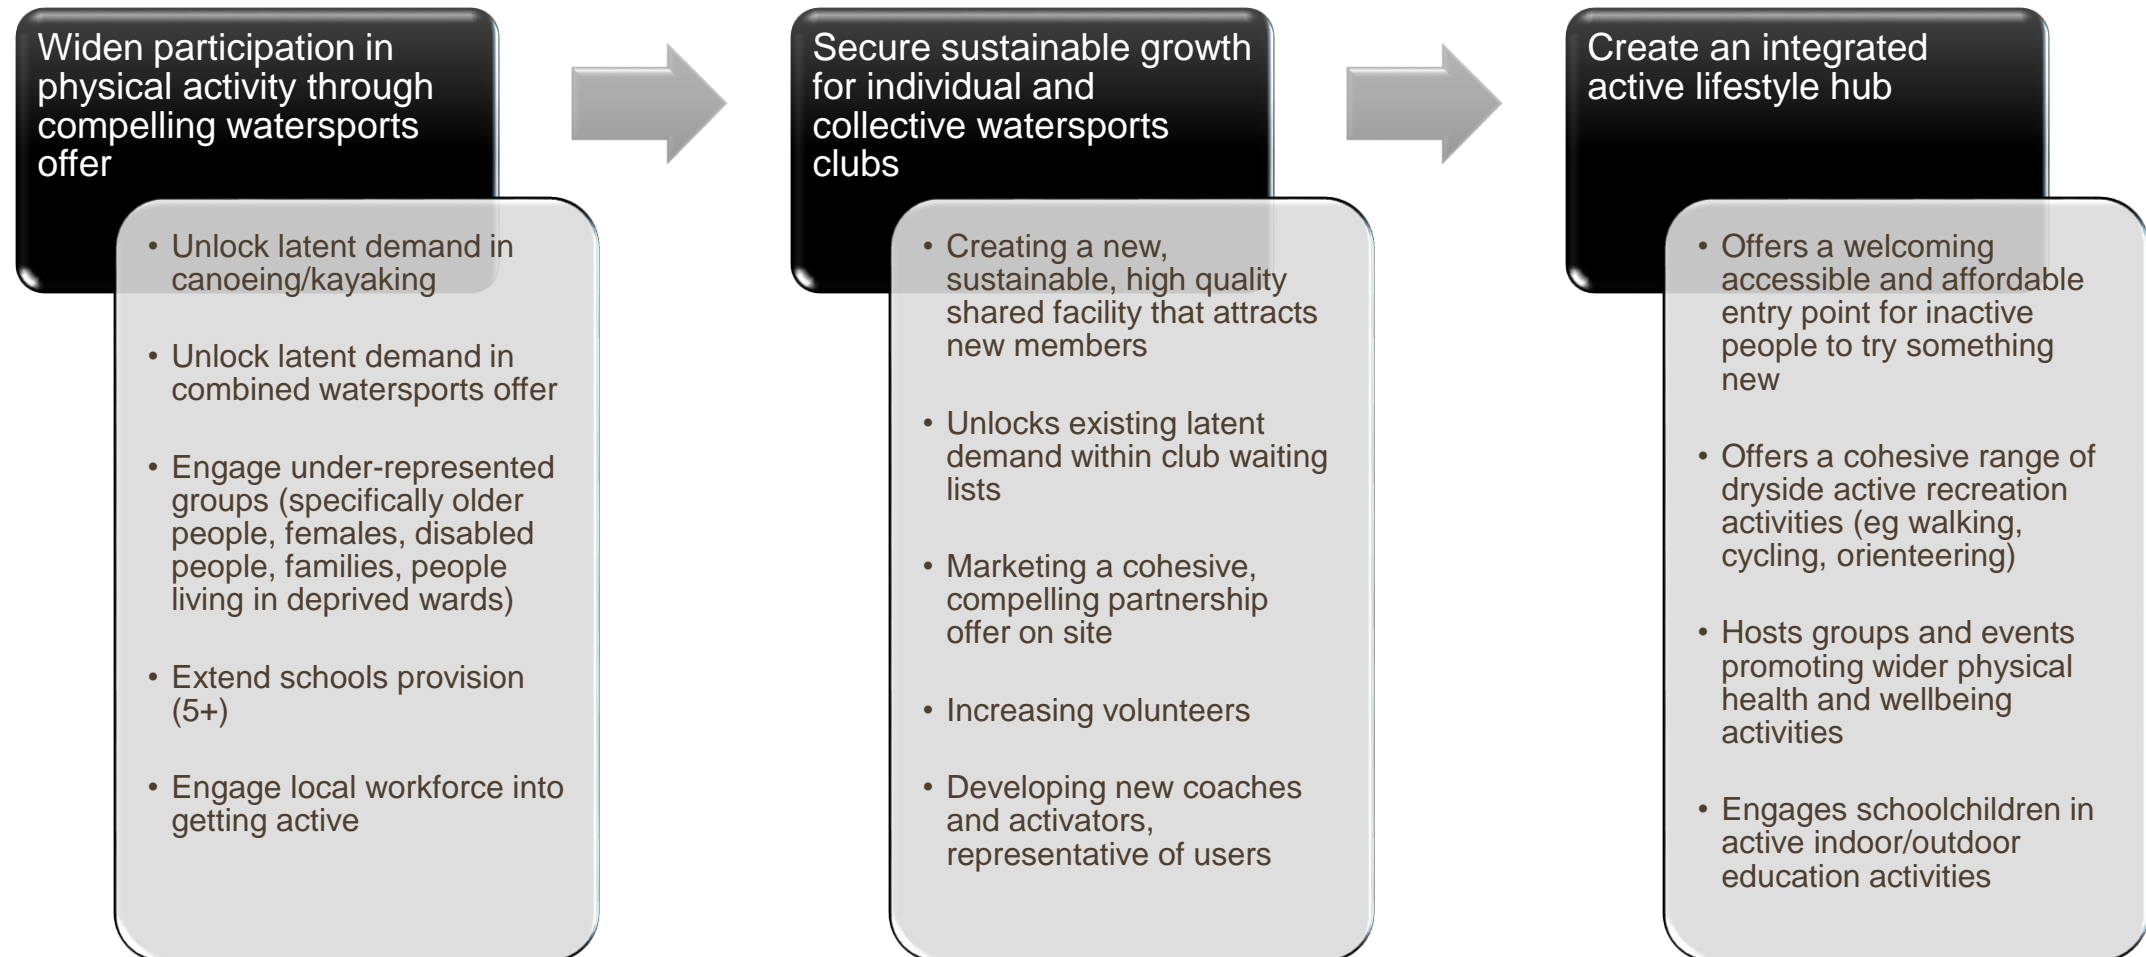 Widen participation in
physical activity through
compelling watersports
offer
• Unlock latent demand in
canoeing/kayaking
• Unlock latent demand in
combined watersports offer
• Engage under-represented
groups (specifically older
people, females, disabled
people, families, people
living in deprived wards)
• Extend schools provision
(5+)
• Engage local workforce into
getting active
Secure sustainable growth
for individual and
collective watersports
clubs
• Creating a new,
sustainable, high quality
shared facility that attracts
new members
• Unlocks existing latent
demand within club waiting
lists
• Marketing a cohesive,
compelling partnership
offer on site
• Increasing volunteers
• Developing new coaches
and activators,
representative of users
Create an integrated
active lifestyle hub
• Offers a welcoming
accessible and affordable
entry point for inactive
people to try something
new
• Offers a cohesive range of
dryside active recreation
activities (eg walking,
cycling, orienteering)
• Hosts groups and events
promoting wider physical
health and wellbeing
activities
• Engages schoolchildren in
active indoor/outdoor
education activities